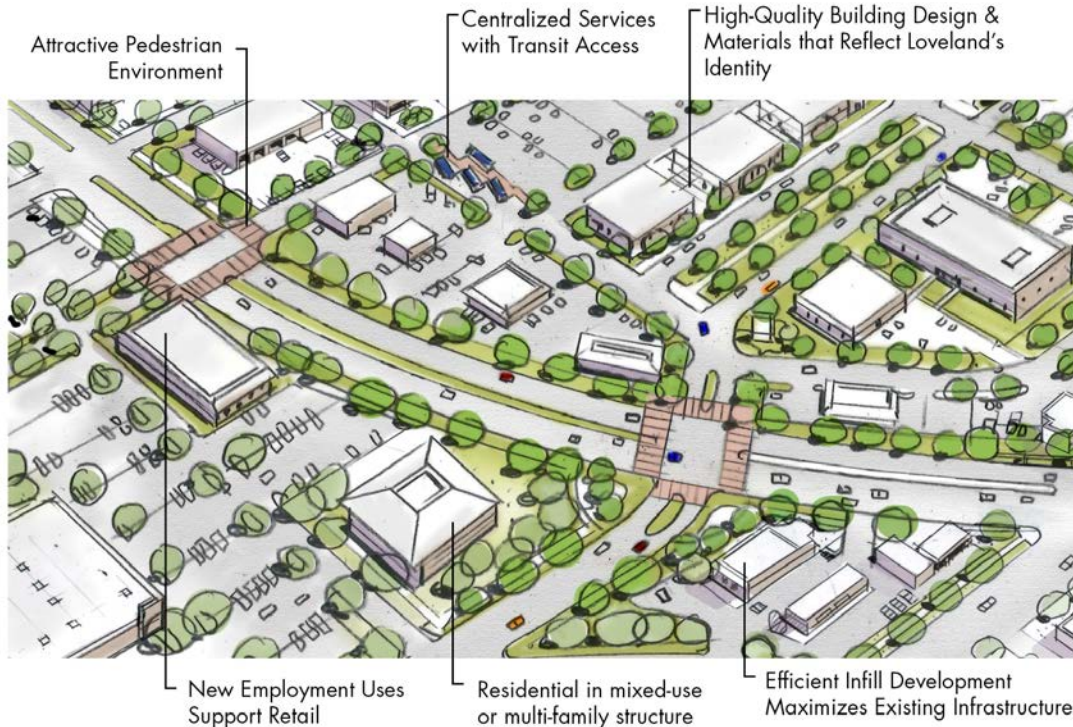 Attractive Pedestrian
Environment
Centralized Services
with Transit Access
High-Quality Building Design &
Materials that Reflect Loveland's
Identity
New Employment Uses
Support Retail
Residential in mixed-use
or multi-family structure
Efficient Infill Development
Maximizes Existing Infrastructure